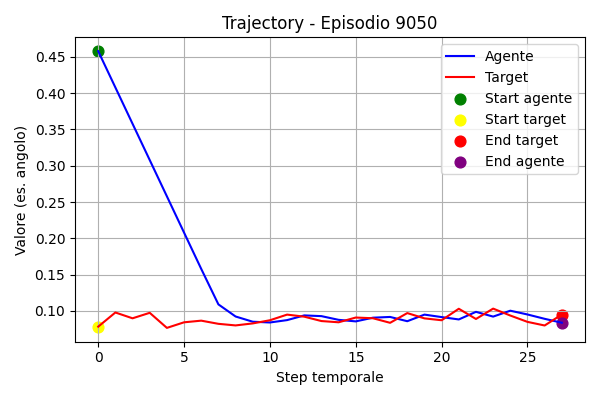 Trajectory - Episodio 9050
Valore (es. angolo)
0.45
0.40
0.35
0.30
0.25
0.20
0.15
0.10
0
5
10
15
20
25
Step temporale
Agente
Target
Start agente
Start target
End target
End agente